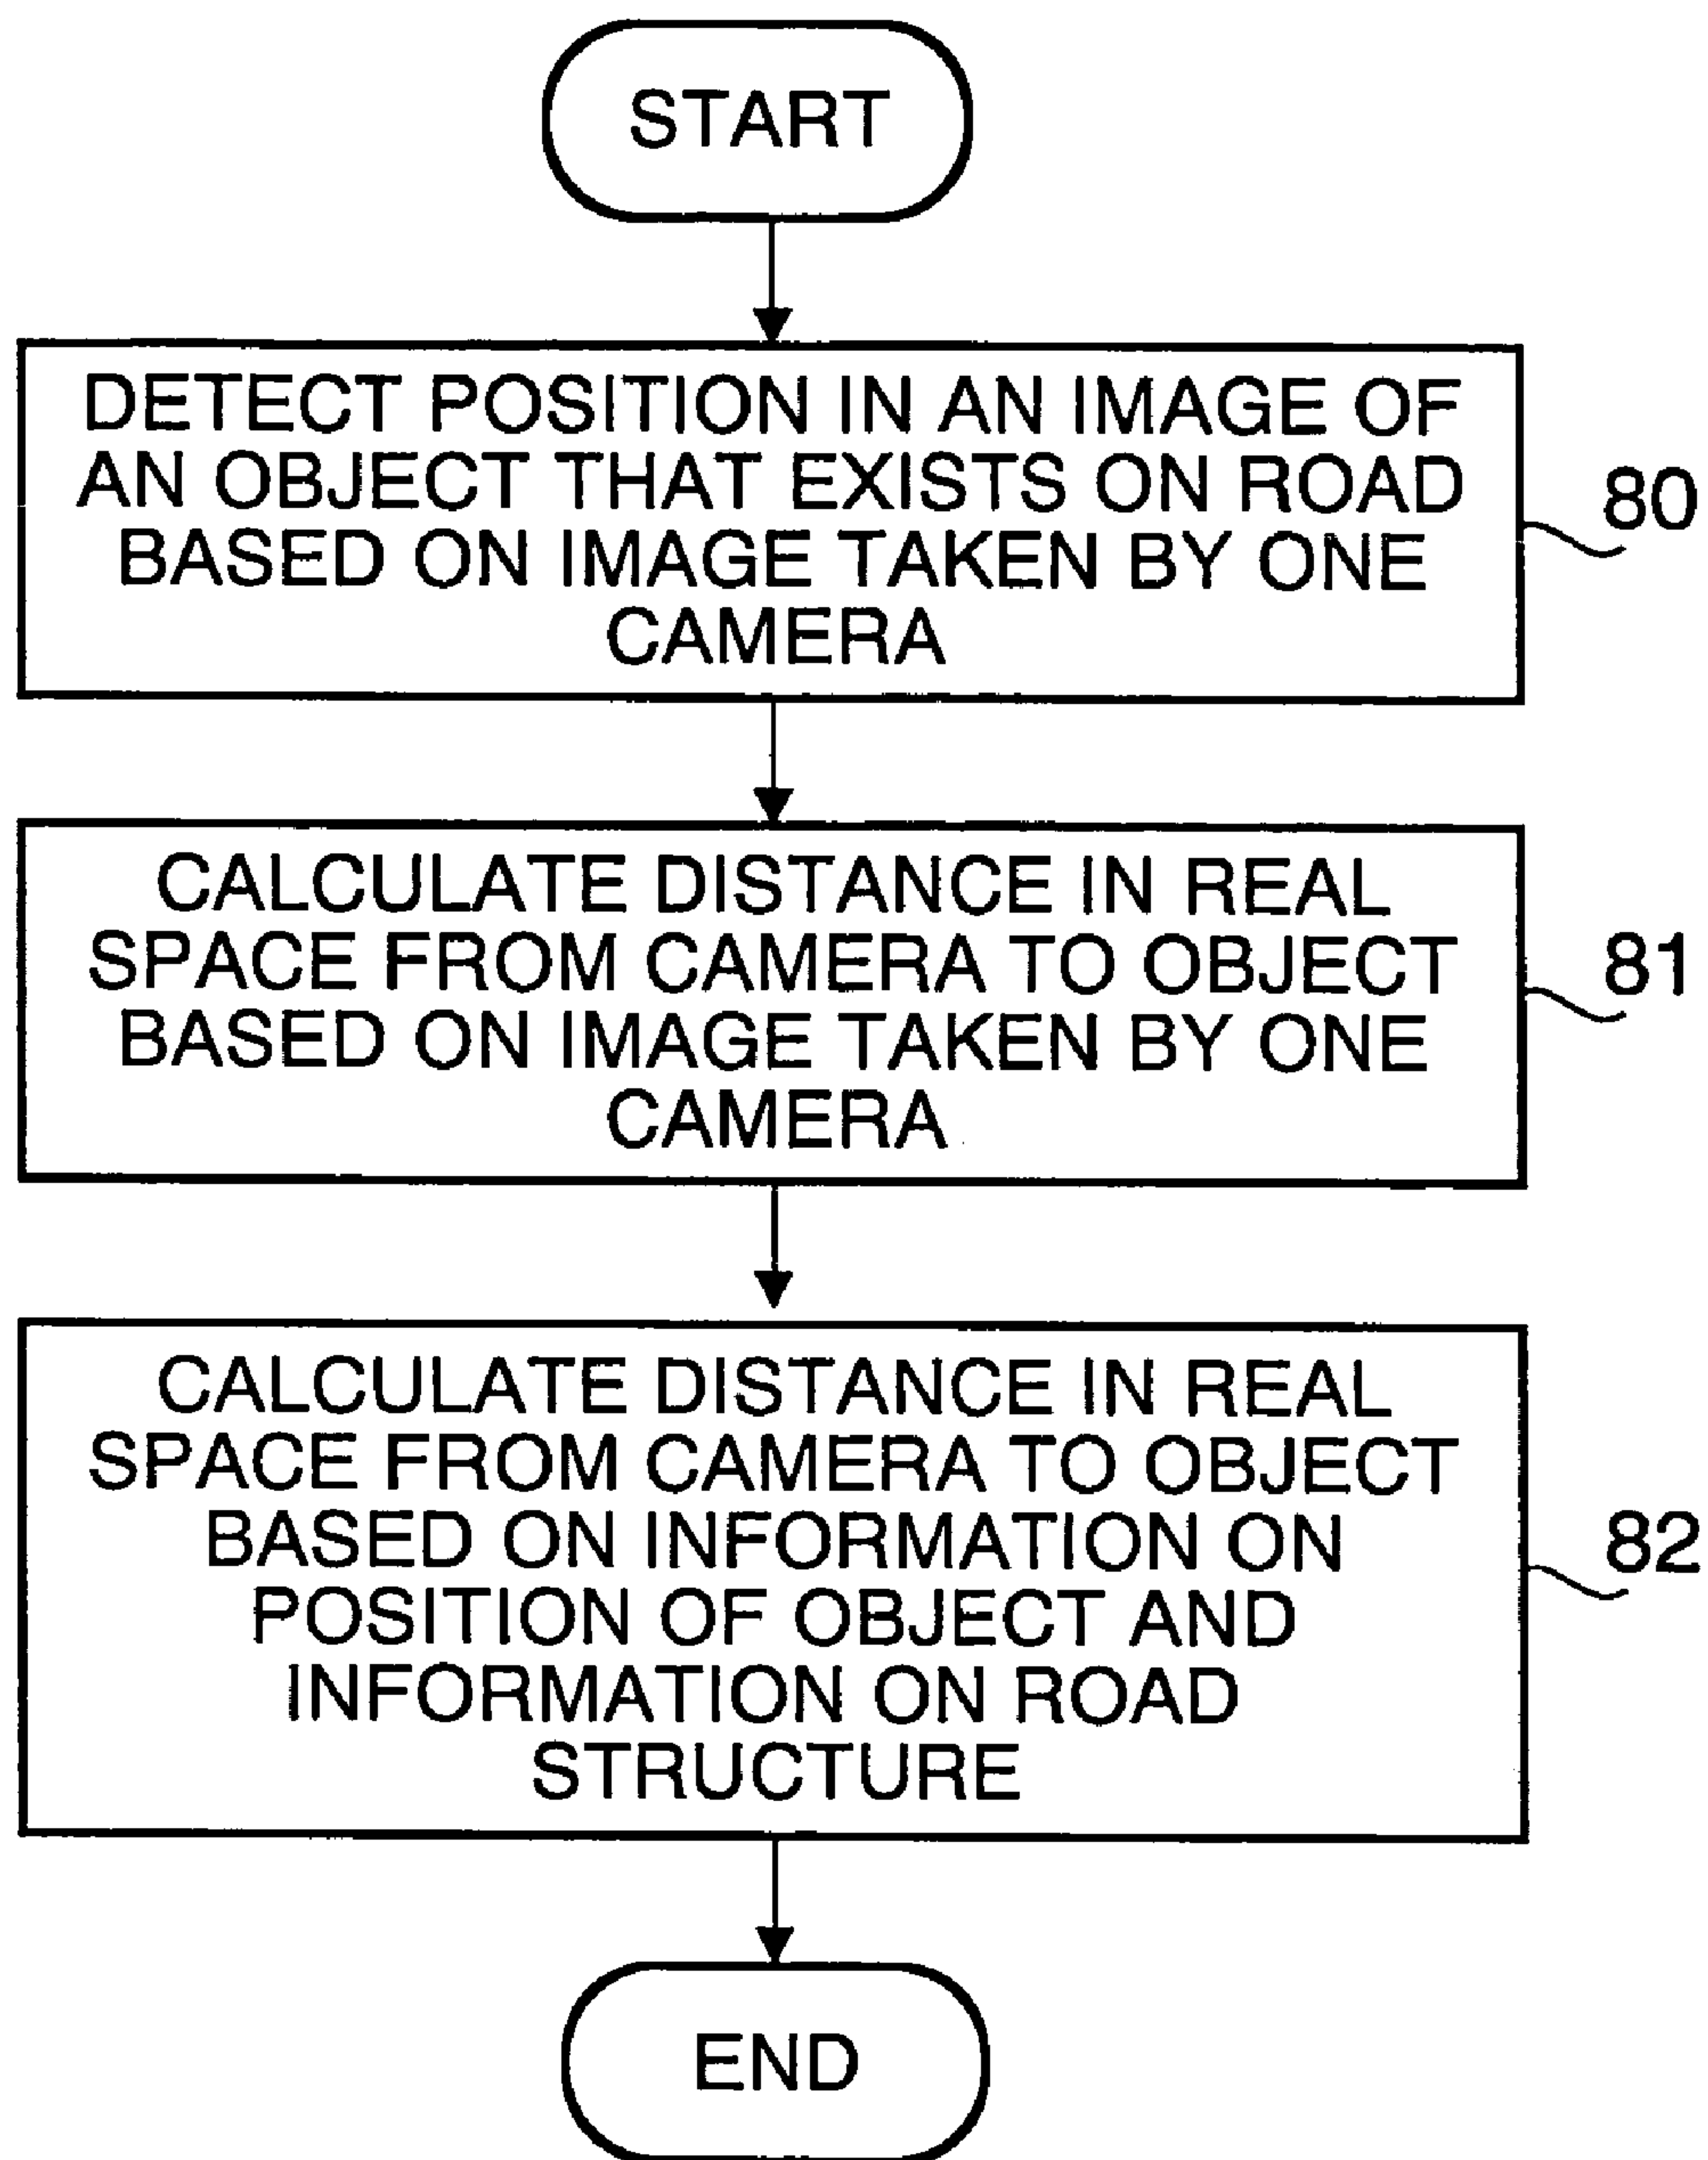 START
DETECT POSITION IN AN IMAGE OF
AN OBJECT THAT EXISTS ON ROAD
BASED ON IMAGE TAKEN BY ONE
CAMERA
80
CALCULATE DISTANCE IN REAL
SPACE FROM CAMERA TO OBJECT
BASED ON IMAGE TAKEN BY ONE
CAMERA
81
CALCULATE DISTANCE IN REAL
SPACE FROM CAMERA TO OBJECT
BASED ON INFORMATION ON
POSITION OF OBJECT AND
INFORMATION ON ROAD
STRUCTURE
82
END